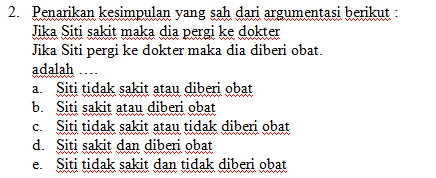 2. Penarikan kesimpulan yang sah dari argumentasi berikut :
Jika Siti sakit maka dia pergi ke dokter
Jika Siti pergi ke dokter maka dia diberi obat.
adalah ….
a. Siti tidak sakit atau diberi obat
b. Siti sakit atau diberi obat
c. Siti tidak sakit atau tidak diberi obat
d. Siti sakit dan diberi obat
e. Siti tidak sakit dan tidak diberi obat